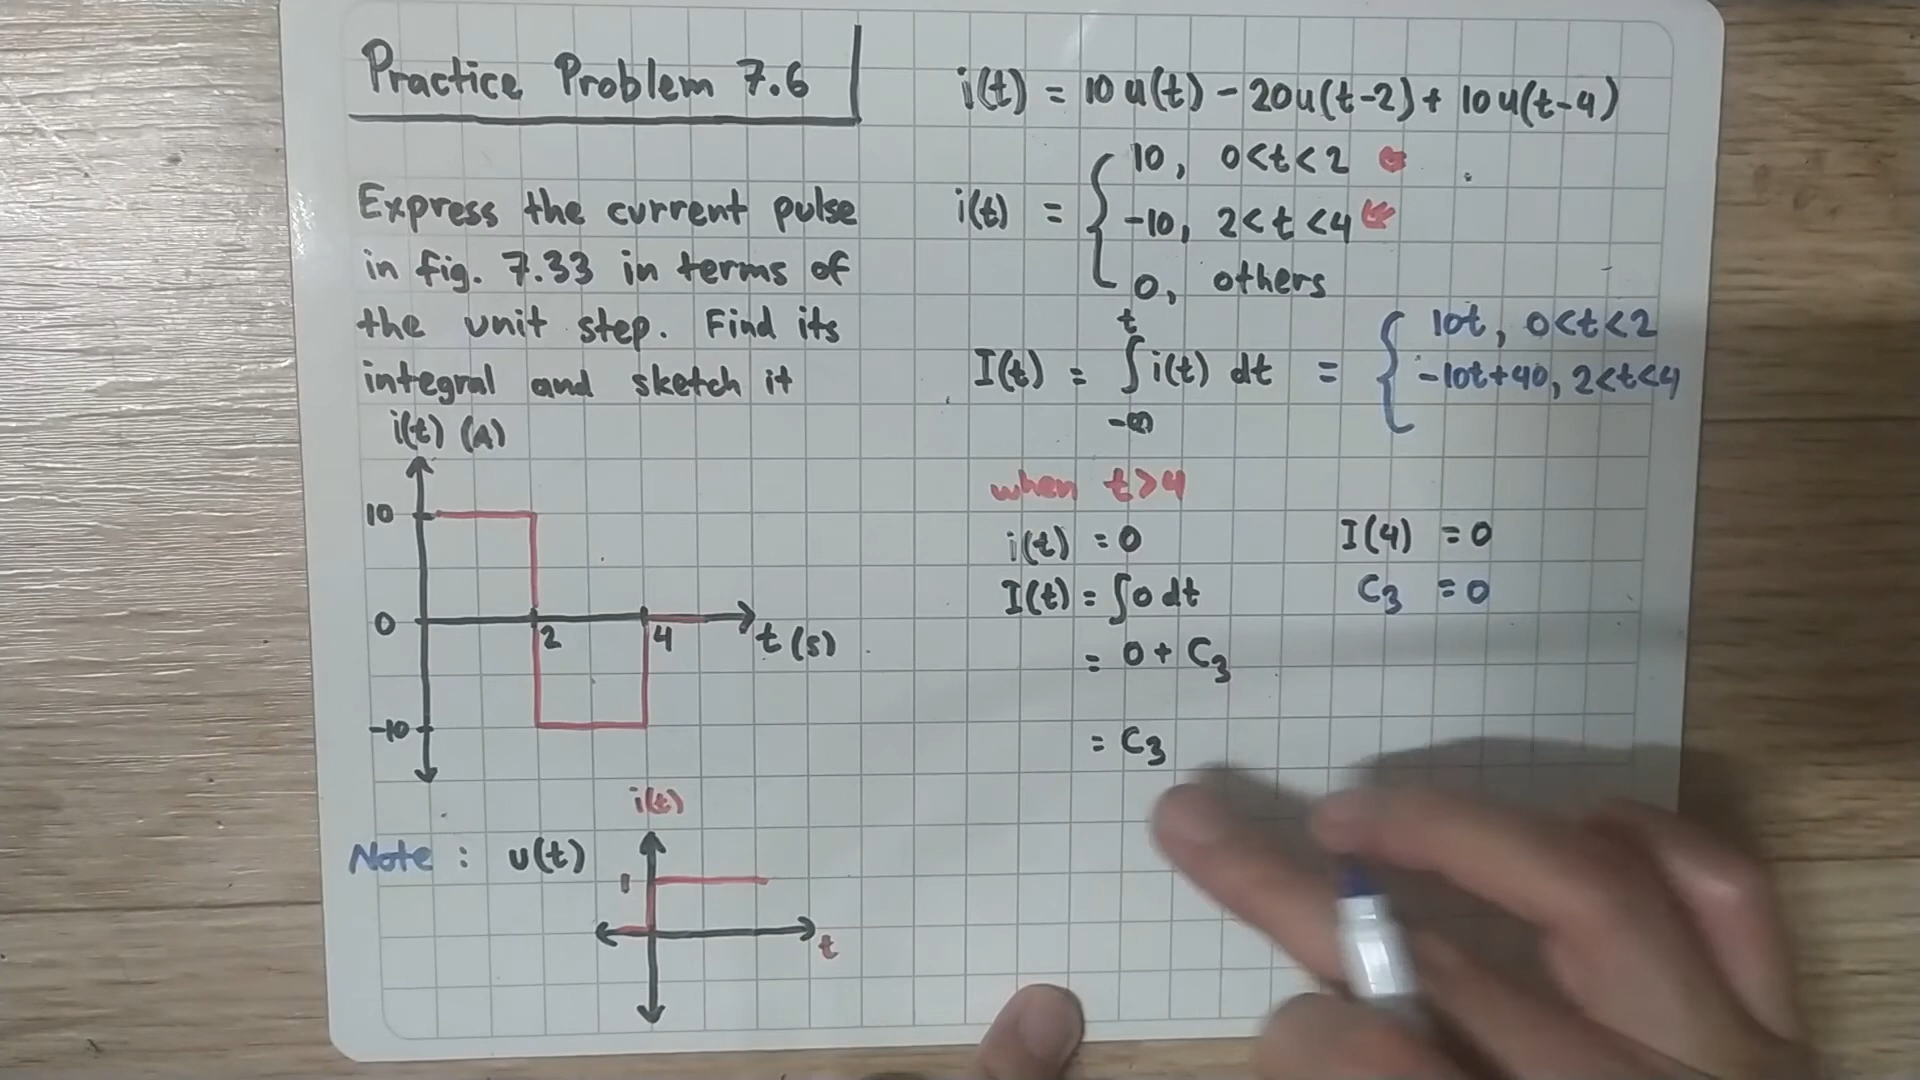 Practice Problem 7.6
Express the current pulse
in fig. 7.33 in terms of
the unit step. Find its
integral and sketch it
i(t) (A)
10
0
-10
2
4
t (s)
Note : u(t)
i(t)
1
t
i(t) = 10 u(t) - 20u(t-2) + 10 u(t-4)
i(t) = { 10, 0<t<2
-10, 2<t<4
0, others
I(t) = ∫ i(t) dt = { 10t, 0<t<2
t
-∞
-10t+40, 2<t<4
when t>4
i(t) = 0
I(t) = ∫0 dt
= 0 + C₃
= C₃
I(4) = 0
C₃ = 0